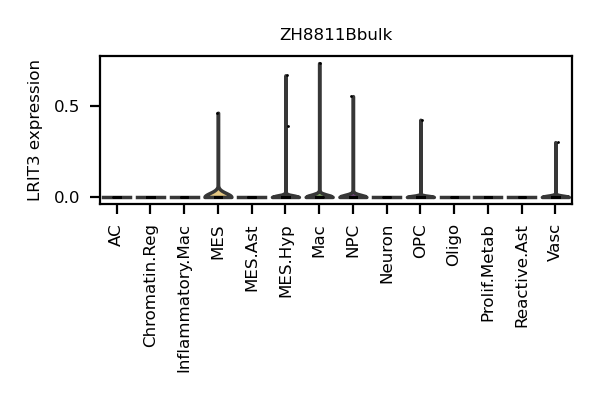 ZH8811Bbulk
LRIT3 expression
0.5
0.0
AC
Chromatin.Reg
Inflammatory.Mac
MES
MES.Ast
MES.Hyp
Mac
NPC
Neuron
OPC
Oligo
Prolif.Metab
Reactive.Ast
Vasc